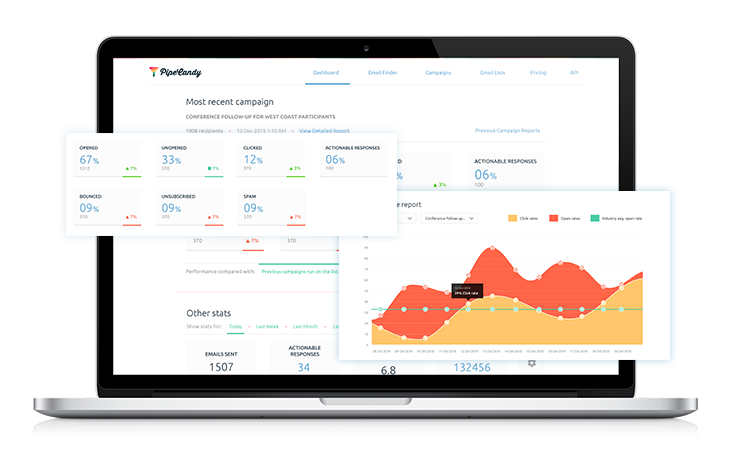 PipeCandy
Dashboard Email Finder Campaigns Email Lists Pricing API
Most recent campaign
CONFERENCE FOLLOW-UP FOR WEST COAST PARTICIPANTS
1908 recipients • 12 Dec 2015 1:10 AM • View Detailed Report
Previous Campaign Reports
OPENED UNOPENED CLICKED ACTIONABLE RESPONSES
67% 33% 12% 06%
1312 7% 370 7% 370 3% 100
BOUNCED UNSUBSCRIBED SPAM
09% 09% 09%
370 7% 370 7% 370 7%
ACTIONABLE RESPONSES
06%
3% 100
370 7% 370
Performance compared with: Previous campaigns run on the list
e report
Conference follow-up...
Click rates Open rates Industry avg. open rate
39% Click rate
Other stats
Show stats for: Today • Last Week • Last Month • La
EMAILS SENT
1507
ACTIONABLE
RESPONSES
34
6.8
132456